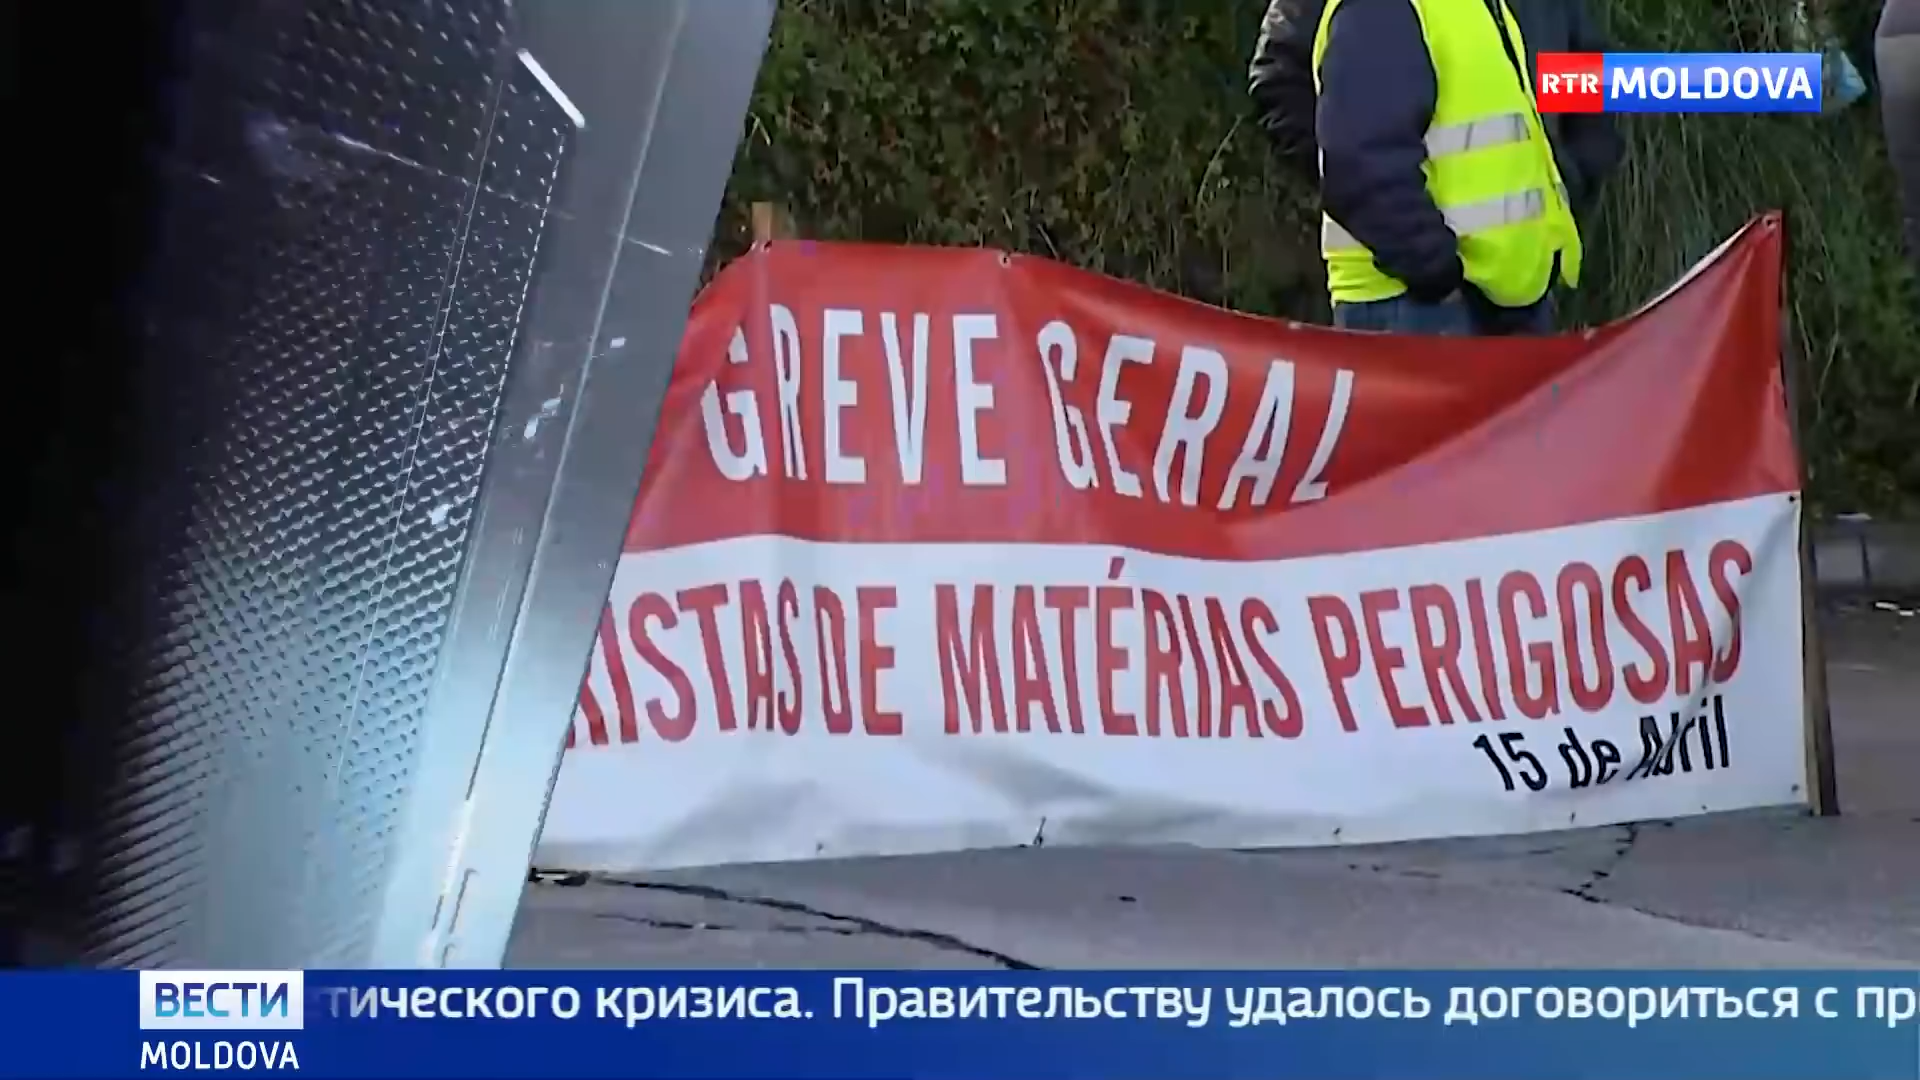 RTR MOLDOVA
GREVE GERAL
ISTAS DE MATÉRIAS PERIGOSAS
15 de Abril
ВЕСТИ
MOLDOVA
тического кризиса. Правительству удалось договориться с пр